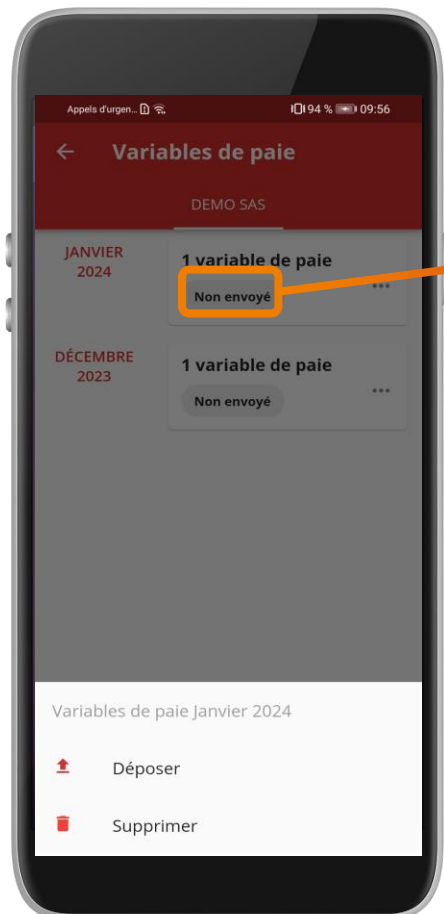 Appels d'urgen... 94 % 09:56
Variables de paie
DEMO SAS
JANVIER
2024
1 variable de paie
Non envoyé
DÉCEMBRE
2023
1 variable de paie
Non envoyé
Variables de paie Janvier 2024
Déposer
Supprimer